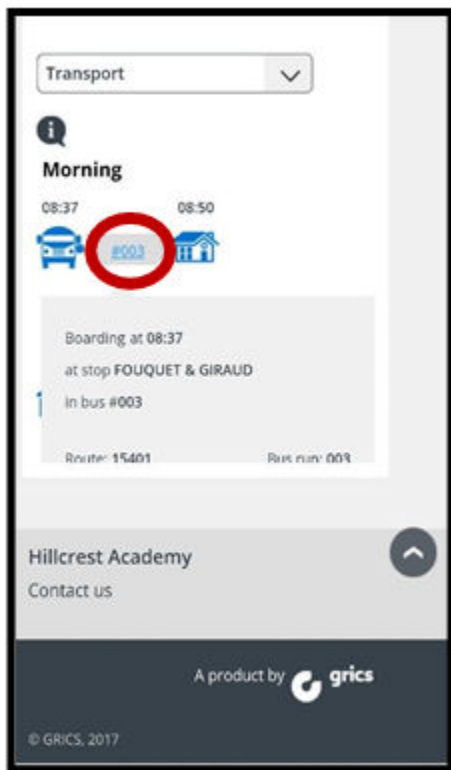 Transport
Morning
08:37 08:50
#003
Boarding at 08:37
at stop FOUQUET & GIRAUD
in bus #003
Route: 15401 Bus run: 003
Hillcrest Academy
Contact us
A product by grics
© GRICS, 2017